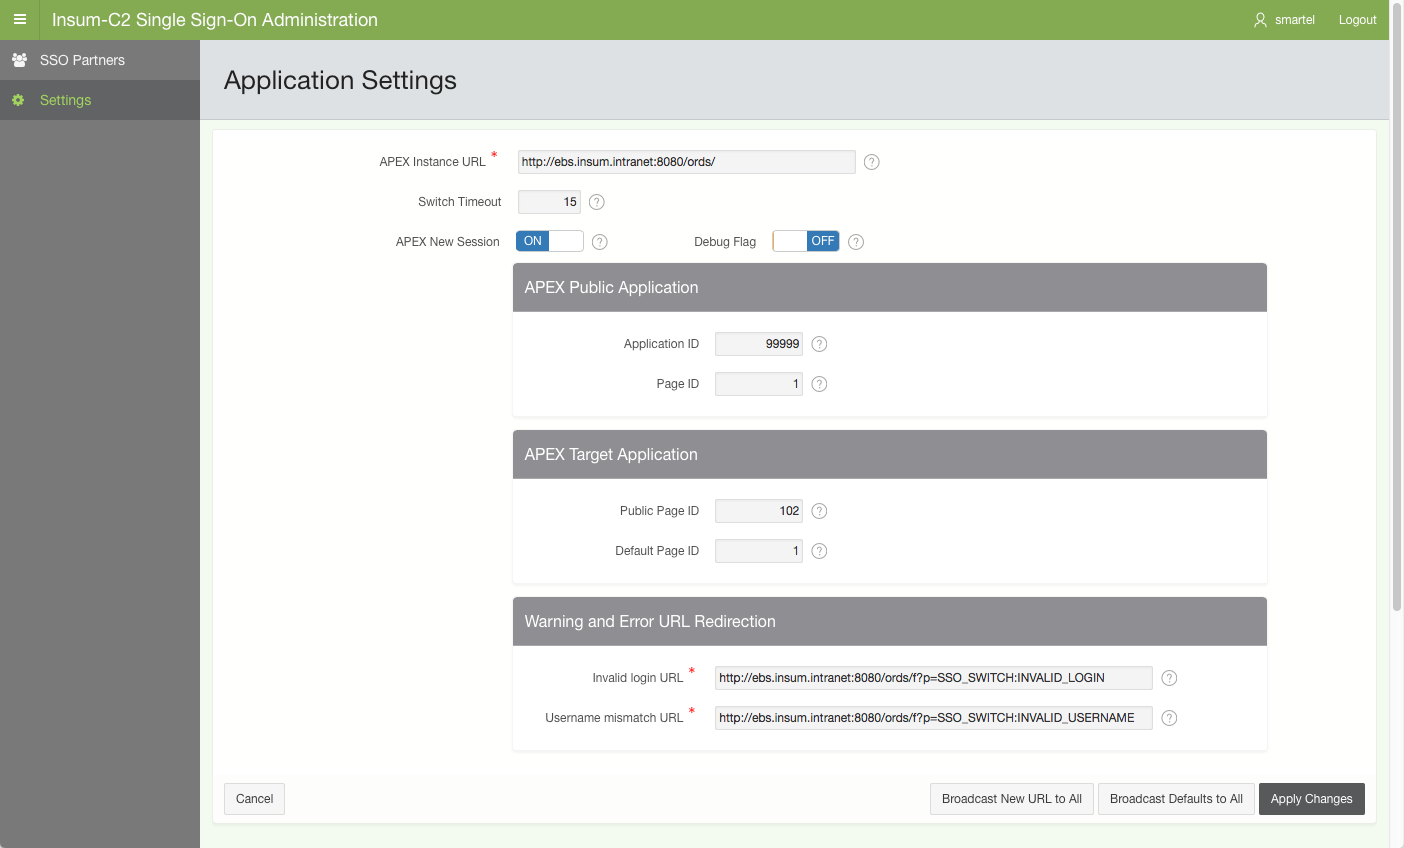 Insum-C2 Single Sign-On Administration
smartel
Logout
SSO Partners
Settings
Application Settings
APEX Instance URL *
http://ebs.insum.intranet:8080/ords/ ?
Switch Timeout 15 ?
APEX New Session ON ? Debug Flag OFF ?
APEX Public Application
Application ID 99999 ?
Page ID 1 ?
APEX Target Application
Public Page ID 102 ?
Default Page ID 1 ?
Warning and Error URL Redirection
Invalid login URL * http://ebs.insum.intranet:8080/ords/f?p=SSO_SWITCH:INVALID_LOGIN ?
Username mismatch URL * http://ebs.insum.intranet:8080/ords/f?p=SSO_SWITCH:INVALID_USERNAME ?
Cancel
Broadcast New URL to All
Broadcast Defaults to All
Apply Changes